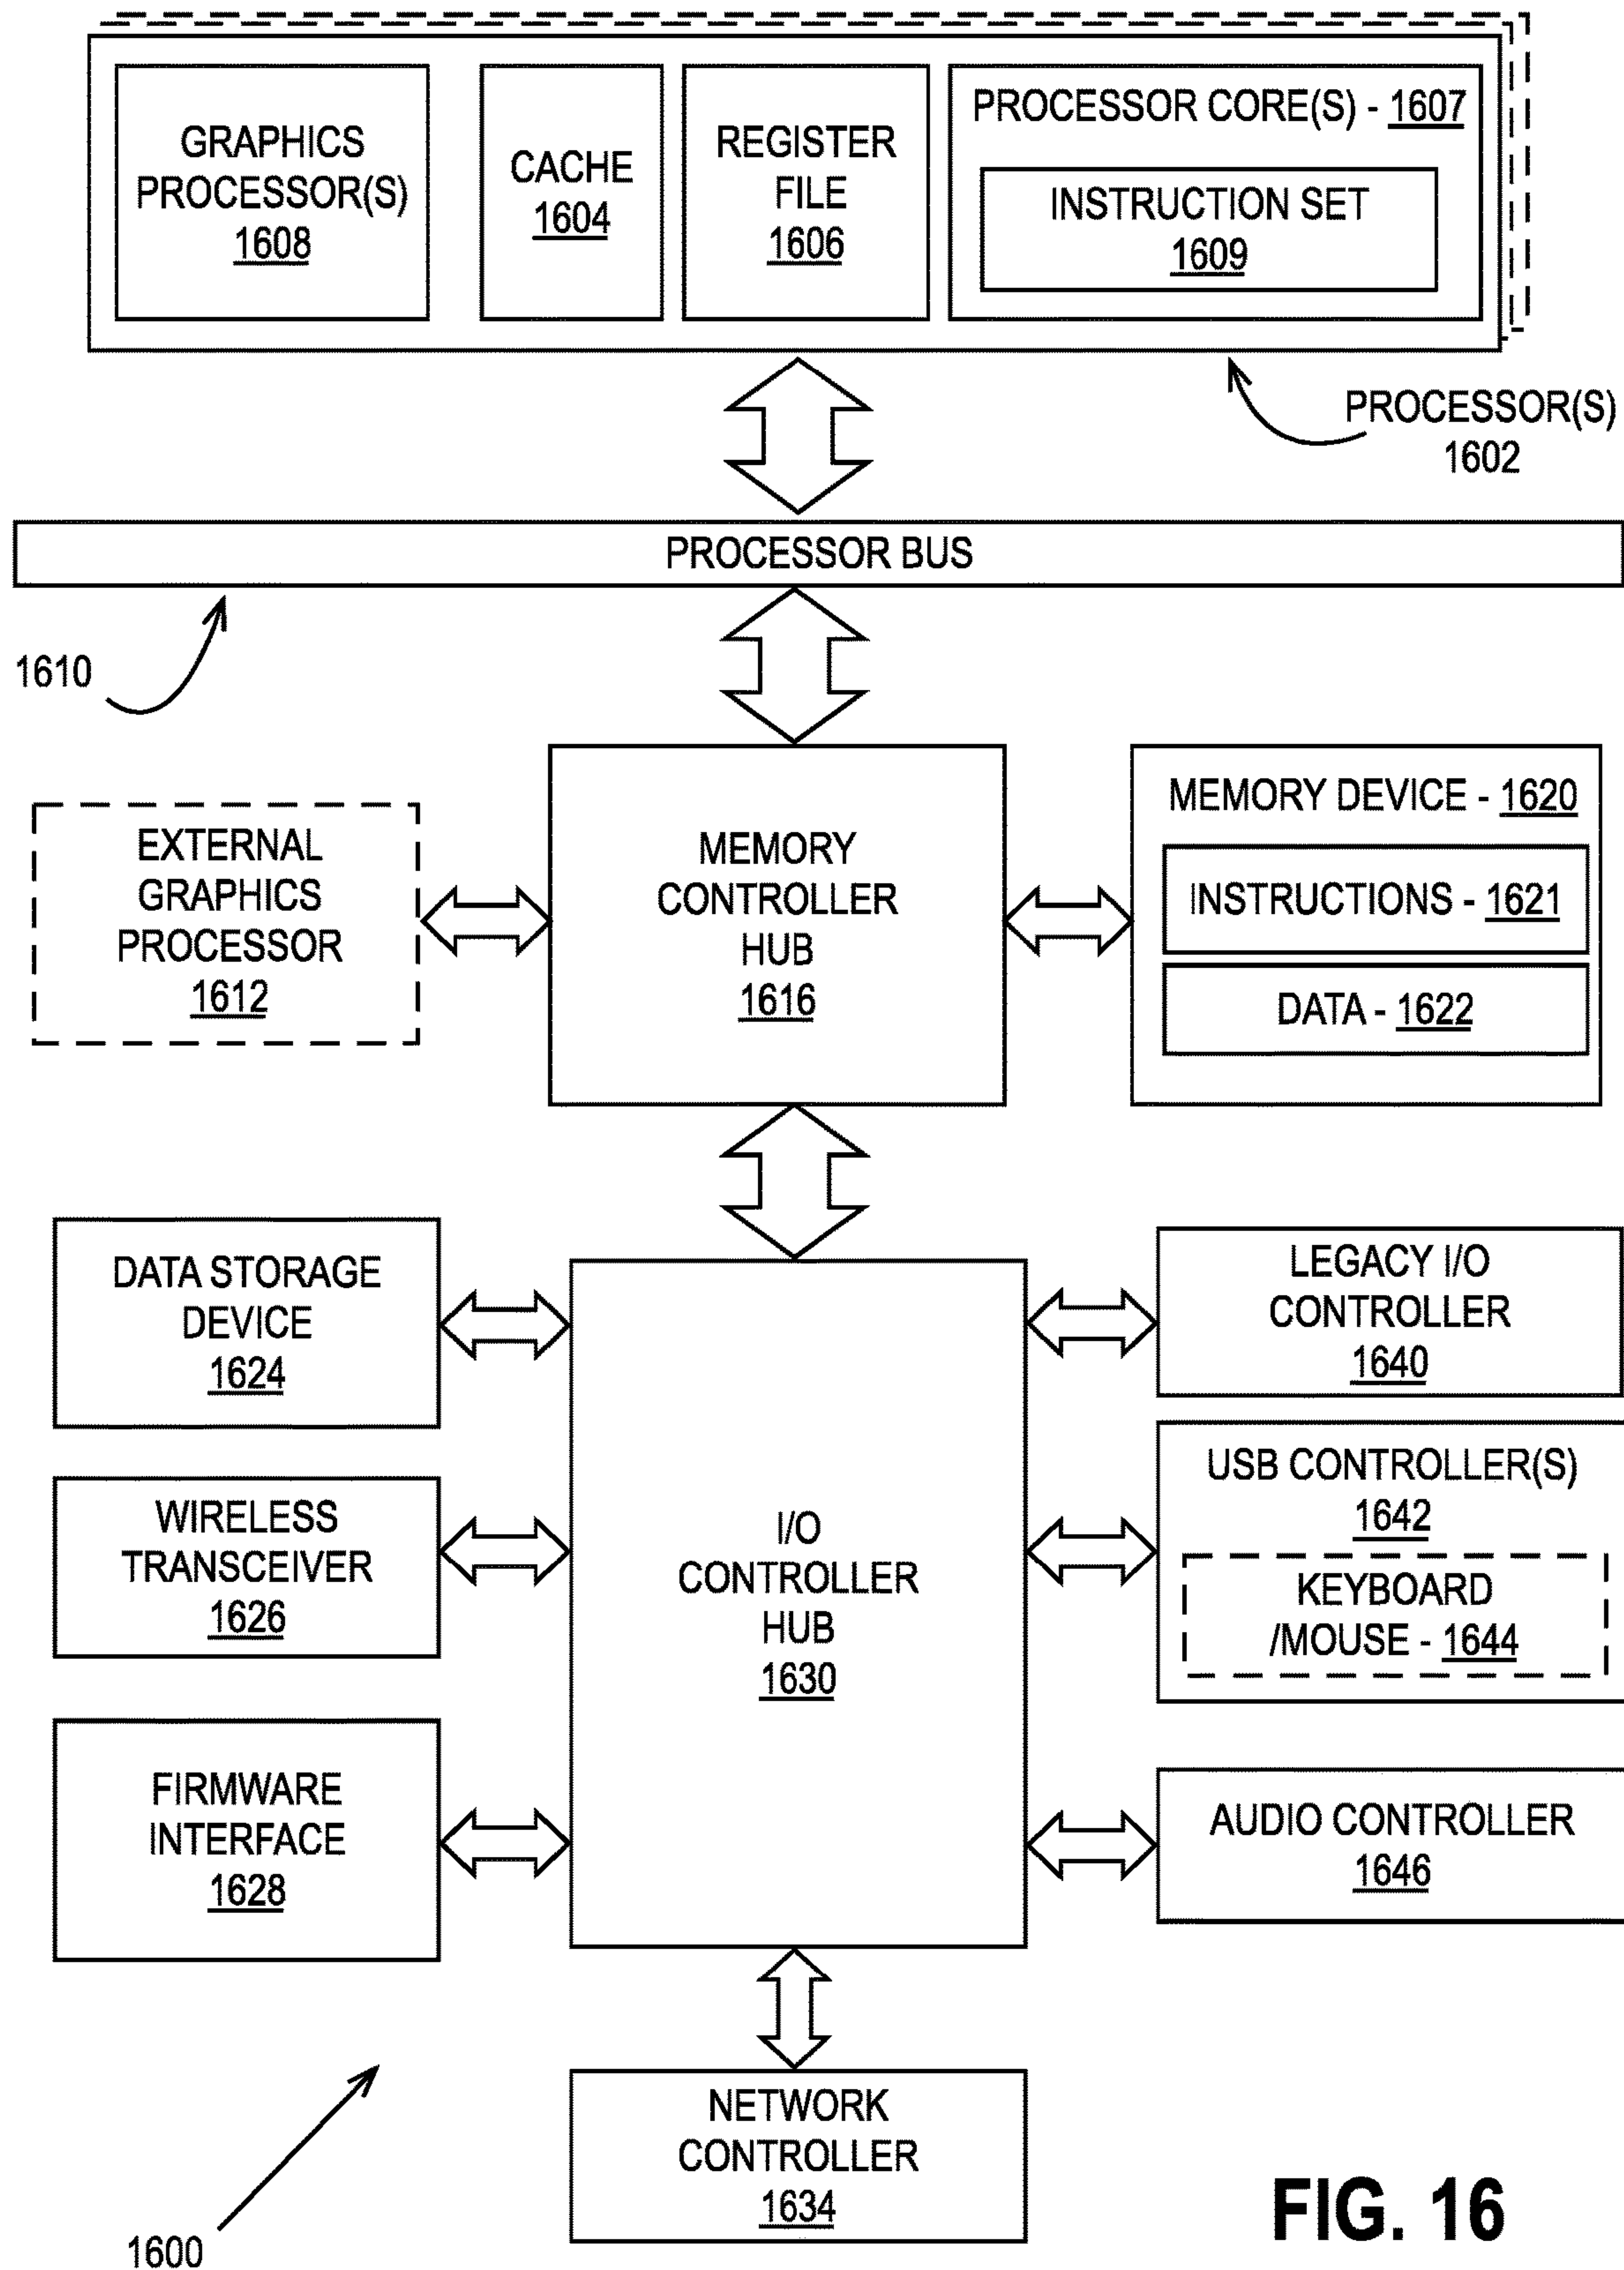 GRAPHICS
PROCESSOR(S)
1608
CACHE
1604
REGISTER
FILE
1606
PROCESSOR CORE(S) - 1607
INSTRUCTION SET
1609
PROCESSOR(S)
1602
PROCESSOR BUS
1610
EXTERNAL
GRAPHICS
PROCESSOR
1612
MEMORY
CONTROLLER
HUB
1616
MEMORY DEVICE - 1620
INSTRUCTIONS - 1621
DATA - 1622
DATA STORAGE
DEVICE
1624
WIRELESS
TRANSCEIVER
1626
FIRMWARE
INTERFACE
1628
I/O
CONTROLLER
HUB
1630
LEGACY I/O
CONTROLLER
1640
USB CONTROLLER(S)
1642
KEYBOARD
/MOUSE - 1644
AUDIO CONTROLLER
1646
NETWORK
CONTROLLER
1634
1600
FIG. 16